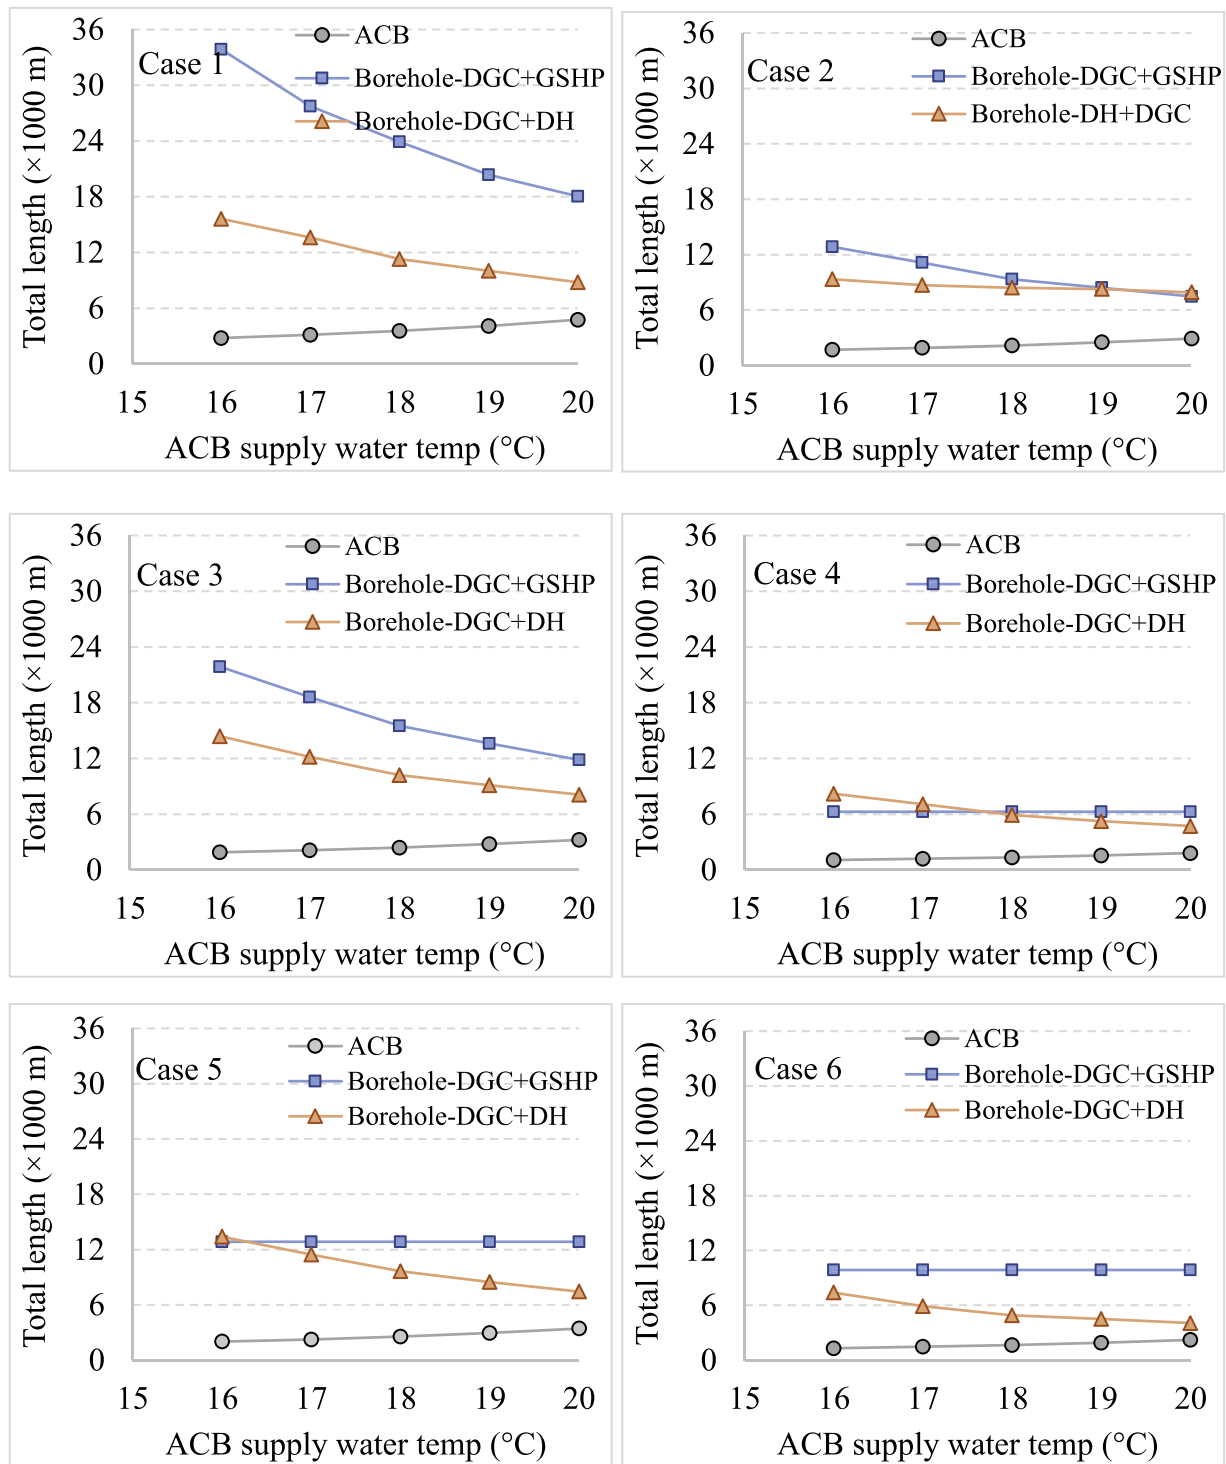 Total length (×1000 m)
36
30
24
18
12
6
0
Case 1
ACB
Borehole-DGC+GSHP
Borehole-DGC+DH
15 16 17 18 19 20
ACB supply water temp (°C)
Total length (×1000 m)
36
30
24
18
12
6
0
Case 2
ACB
Borehole-DGC+GSHP
Borehole-DH+DGC
15 16 17 18 19 20
ACB supply water temp (°C)
Total length (×1000 m)
36
30
24
18
12
6
0
Case 3
ACB
Borehole-DGC+GSHP
Borehole-DGC+DH
15 16 17 18 19 20
ACB supply water temp (°C)
Total length (×1000 m)
36
30
24
18
12
6
0
Case 4
ACB
Borehole-DGC+GSHP
Borehole-DGC+DH
15 16 17 18 19 20
ACB supply water temp (°C)
Total length (×1000 m)
36
30
24
18
12
6
0
Case 5
ACB
Borehole-DGC+GSHP
Borehole-DGC+DH
15 16 17 18 19 20
ACB supply water temp (°C)
Total length (×1000 m)
36
30
24
18
12
6
0
Case 6
ACB
Borehole-DGC+GSHP
Borehole-DGC+DH
15 16 17 18 19 20
ACB supply water temp (°C)